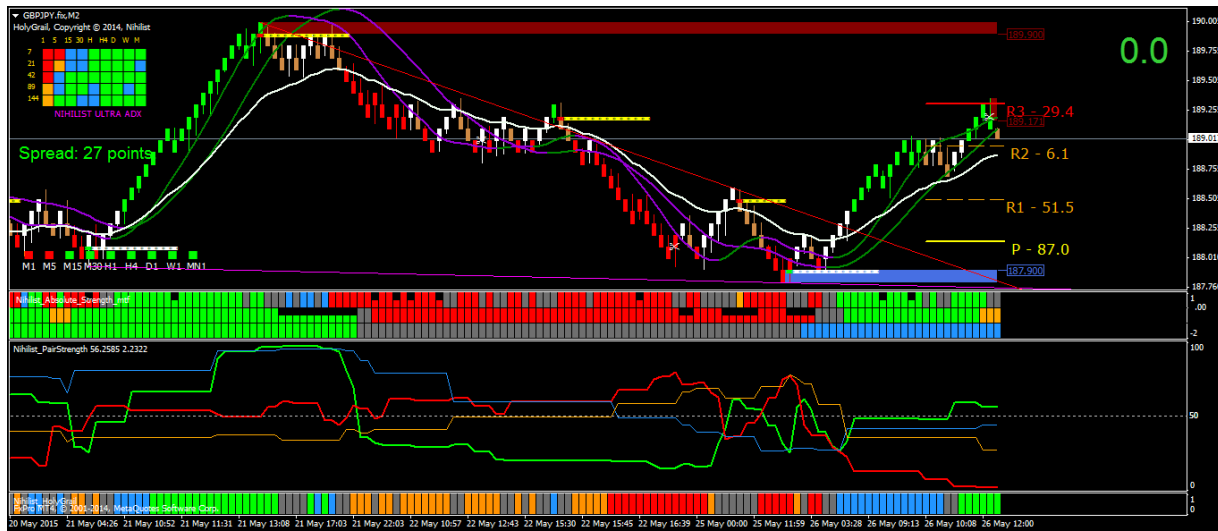 GBPJPY.fix,M2
HolyGrail, Copyright © 2014, Nihilist
1 5 15 30 H H4 D W M
7
21
42
89
144
NIHILIST ULTRA ADX
Spread: 27 points
0.0
M1 M5 M15 M30 H1 H4 D1 W1 MN1
189.900
R3 - 29.4
189.121
R2 - 6.1
R1 - 51.5
P - 87.0
187.900
190.00
189.75
189.50
189.25
189.01
188.75
188.50
188.25
188.01
187.76
Nihilist_Absolute_Strength_mtf
1
.00
-2
Nihilist_PairStrength 56.2585 2.2322
100
50
0
Nihilist_HolyGrail
FxPro MT4, © 2001-2014, MetaQuotes Software Corp.
1
0
20 May 2015 21 May 04:26 21 May 10:52 21 May 11:31 21 May 13:08 21 May 17:03 21 May 22:03 22 May 10:57 22 May 12:43 22 May 15:30 22 May 15:45 22 May 16:39 25 May 00:00 25 May 11:59 26 May 03:28 26 May 09:13 26 May 10:08 26 May 12:00